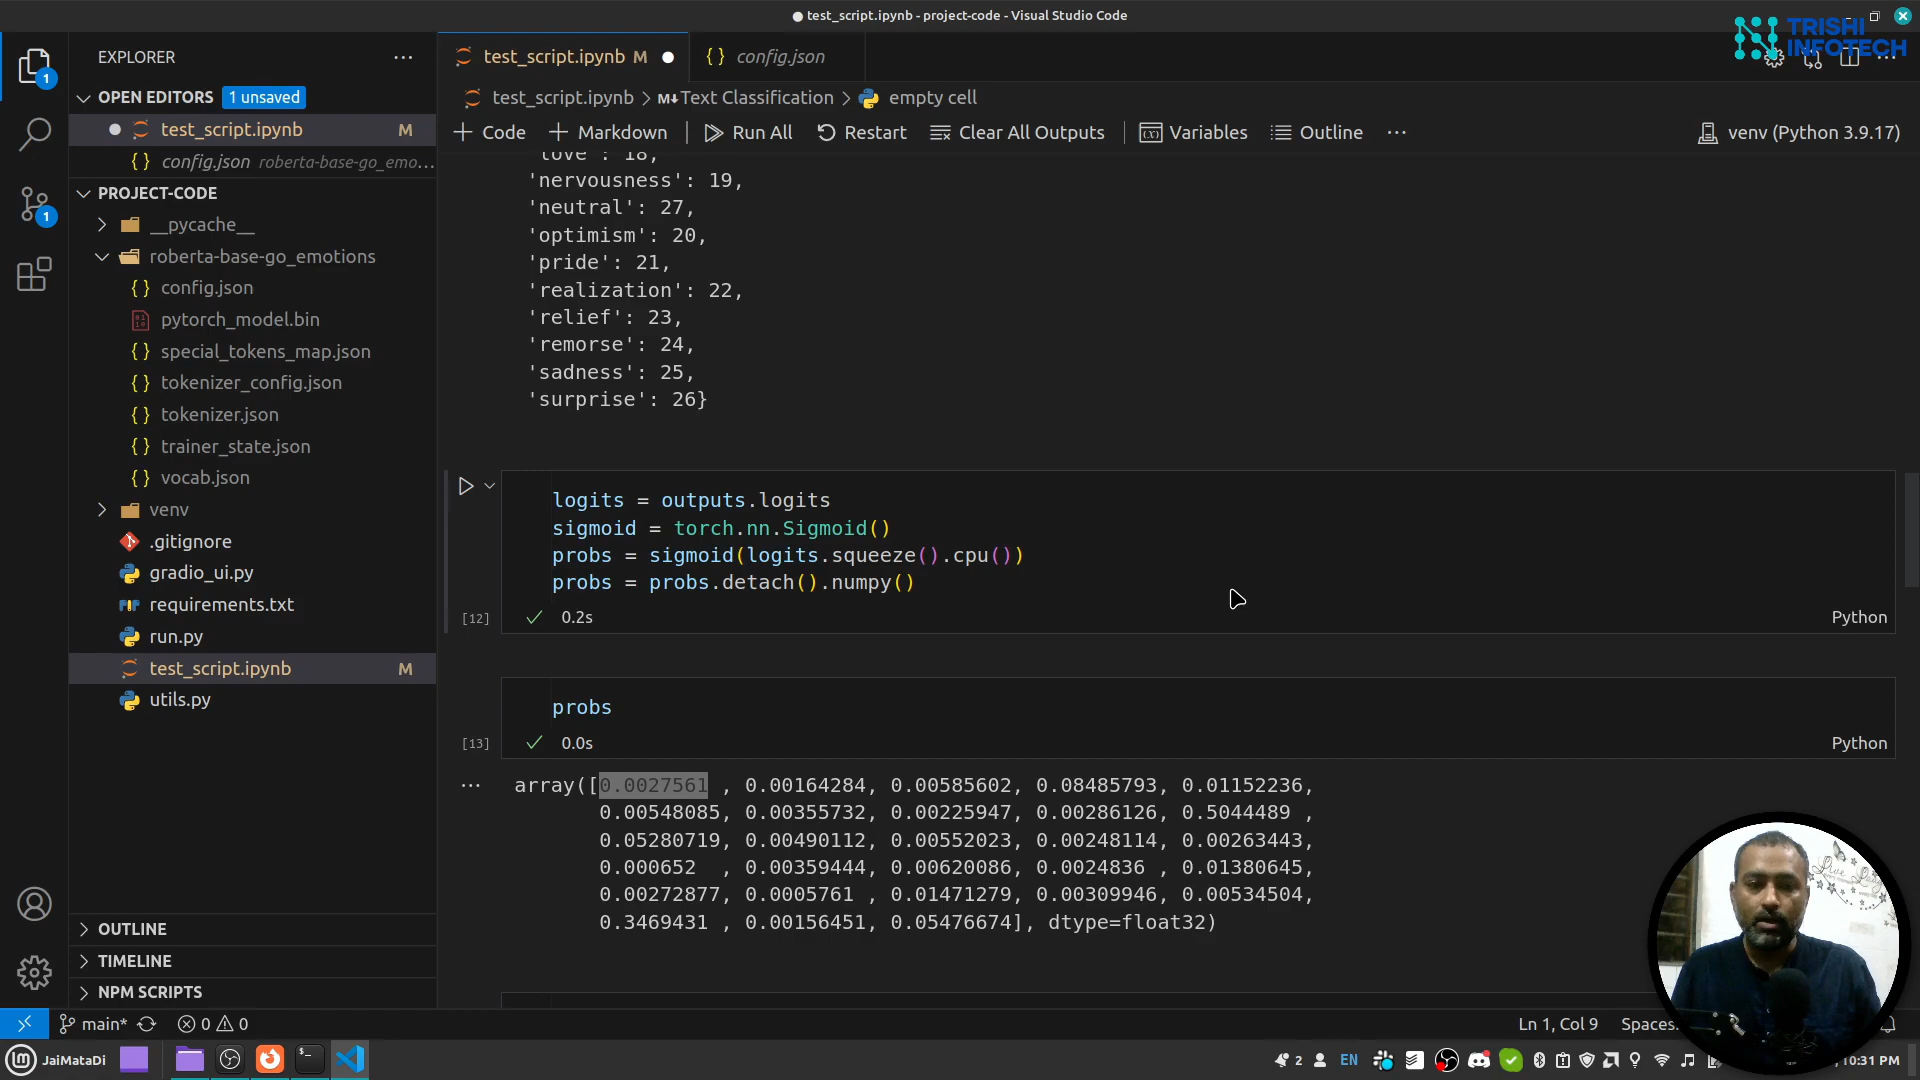 test_script.ipynb - project-code - Visual Studio Code
TRISHI
INFOTECH
EXPLORER
OPEN EDITORS
1 unsaved
test_script.ipynb
M
config.json roberta-base-go_emo...
PROJECT-CODE
__pycache__
roberta-base-go_emotions
config.json
pytorch_model.bin
special_tokens_map.json
tokenizer_config.json
tokenizer.json
trainer_state.json
vocab.json
venv
.gitignore
gradio_ui.py
requirements.txt
run.py
test_script.ipynb
M
utils.py
OUTLINE
TIMELINE
NPM SCRIPTS
1
1
test_script.ipynb M
config.json
test_script.ipynb > M↓Text Classification > empty cell
+ Code + Markdown | Run All Restart Clear All Outputs | Variables Outline ...
venv (Python 3.9.17)
'love': 18,
'nervousness': 19,
'neutral': 27,
'optimism': 20,
'pride': 21,
'realization': 22,
'relief': 23,
'remorse': 24,
'sadness': 25,
'surprise': 26}
logits = outputs.logits
sigmoid = torch.nn.Sigmoid()
probs = sigmoid(logits.squeeze().cpu())
probs = probs.detach().numpy()
[12]
0.2s
Python
probs
[13]
0.0s
Python
array([0.0027561 , 0.00164284, 0.00585602, 0.08485793, 0.01152236,
0.00548085, 0.00355732, 0.00225947, 0.00286126, 0.5044489 ,
0.05280719, 0.00490112, 0.00552023, 0.00248114, 0.00263443,
0.000652 , 0.00359444, 0.00620086, 0.0024836 , 0.01380645,
0.00272877, 0.0005761 , 0.01471279, 0.00309946, 0.00534504,
0.3469431 , 0.00156451, 0.05476674], dtype=float32)
main*
0
0
Ln 1, Col 9
Spaces:
JaiMataDi
2
EN
10:31 PM